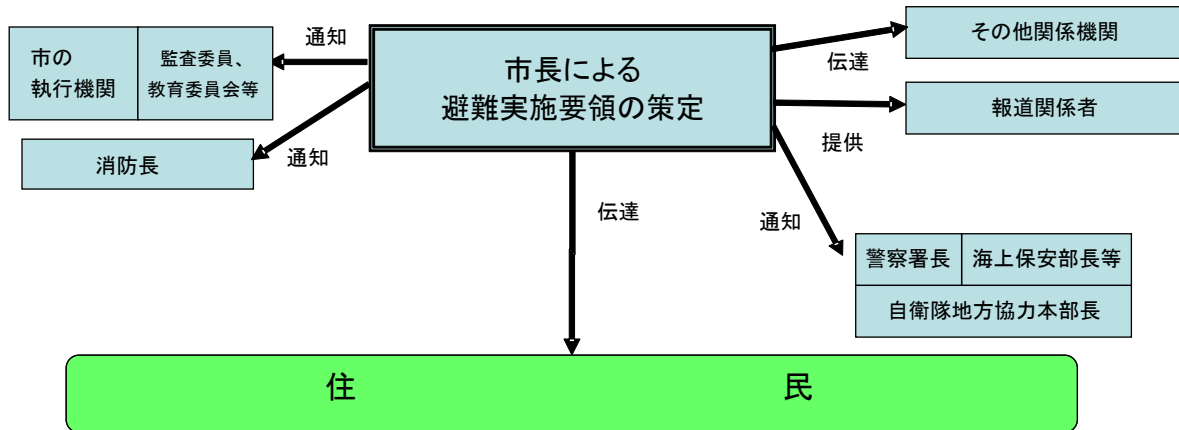 市の
執行機関
監査委員、
教育委員会等
通知
市長による
避難実施要領の策定
その他関係機関
伝達
報道関係者
提供
消防長
通知
伝達
通知
警察署長
海上保安部長等
自衛隊地方協力本部長
住 民